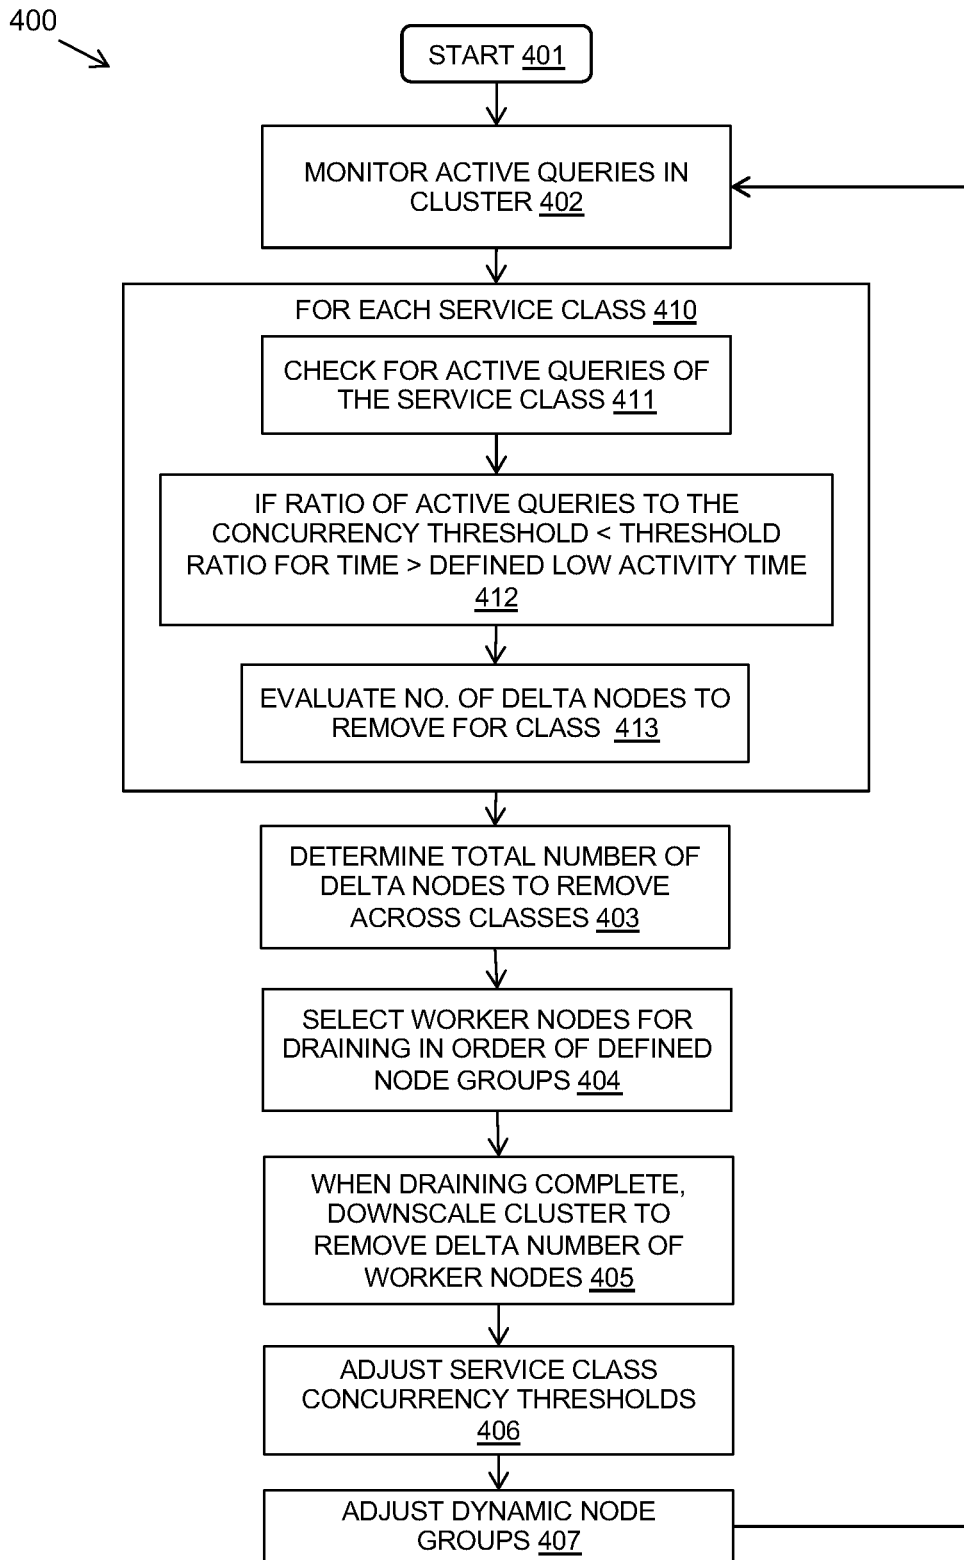 400
START 401
MONITOR ACTIVE QUERIES IN
CLUSTER 402
FOR EACH SERVICE CLASS 410
CHECK FOR ACTIVE QUERIES OF
THE SERVICE CLASS 411
IF RATIO OF ACTIVE QUERIES TO THE
CONCURRENCY THRESHOLD < THRESHOLD
RATIO FOR TIME > DEFINED LOW ACTIVITY TIME
412
EVALUATE NO. OF DELTA NODES TO
REMOVE FOR CLASS 413
DETERMINE TOTAL NUMBER OF
DELTA NODES TO REMOVE
ACROSS CLASSES 403
SELECT WORKER NODES FOR
DRAINING IN ORDER OF DEFINED
NODE GROUPS 404
WHEN DRAINING COMPLETE,
DOWNSCALE CLUSTER TO
REMOVE DELTA NUMBER OF
WORKER NODES 405
ADJUST SERVICE CLASS
CONCURRENCY THRESHOLDS
406
ADJUST DYNAMIC NODE
GROUPS 407